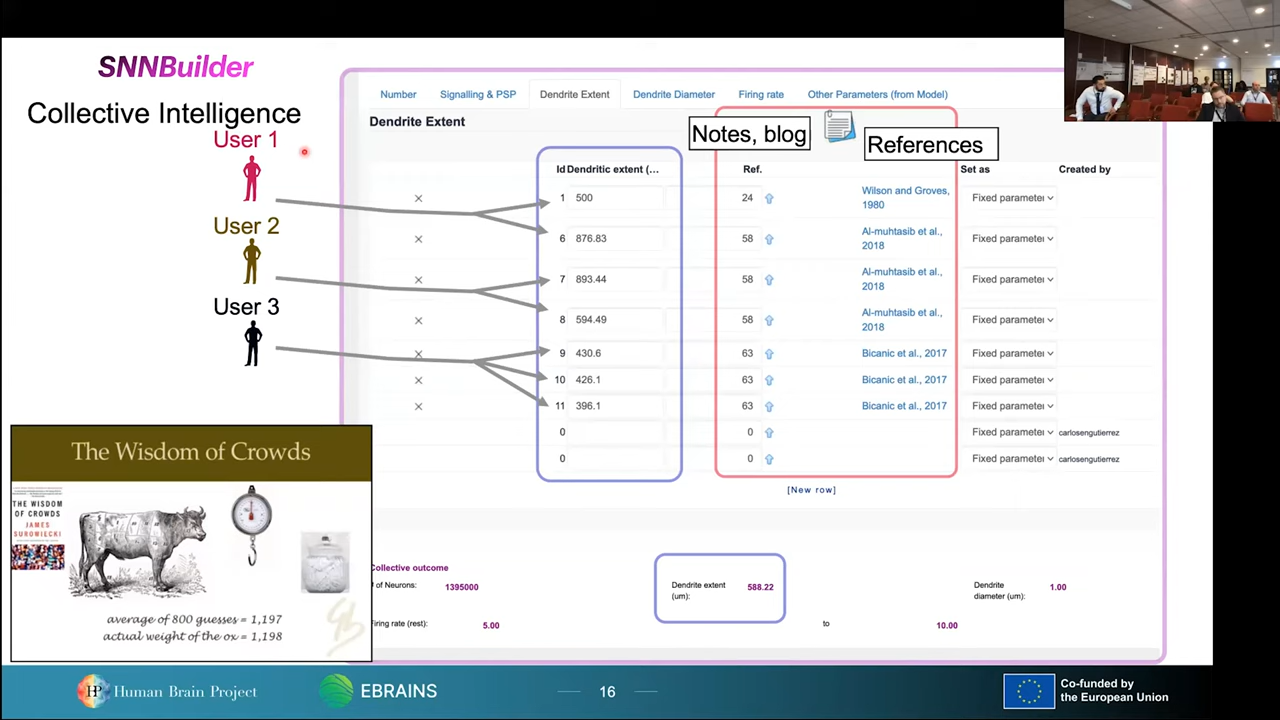 SNNBuilder
Collective Intelligence
User 1
User 2
User 3
Number Signalling & PSP Dendrite Extent Dendrite Diameter Firing rate Other Parameters (from Model)
Dendrite Extent
Notes, blog
References
Id Dendritic extent (... Ref. Set as Created by
× 1 500 24 Wilson and Groves, 1980 Fixed parameter
× 6 876.83 58 Al-muhtasib et al., 2018 Fixed parameter
× 7 893.44 58 Al-muhtasib et al., 2018 Fixed parameter
× 8 594.49 58 Al-muhtasib et al., 2018 Fixed parameter
× 9 430.6 63 Bicanic et al., 2017 Fixed parameter
× 10 426.1 63 Bicanic et al., 2017 Fixed parameter
× 11 396.1 63 Bicanic et al., 2017 Fixed parameter
0 0 Fixed parameter carlosengutierrez
0 0 Fixed parameter carlosengutierrez
[New row]
Collective outcome
of Neurons: 1395000 Dendrite extent (um): 588.22 Dendrite diameter (um): 1.00
Firing rate (rest): 5.00 to 10.00
The Wisdom of Crowds
THE WISDOM
OF CROWDS
JAMES
SUROWIECKI
average of 800 guesses = 1,197
actual weight of the ox = 1,198
HP Human Brain Project
EBRAINS
16
Co-funded by
the European Union